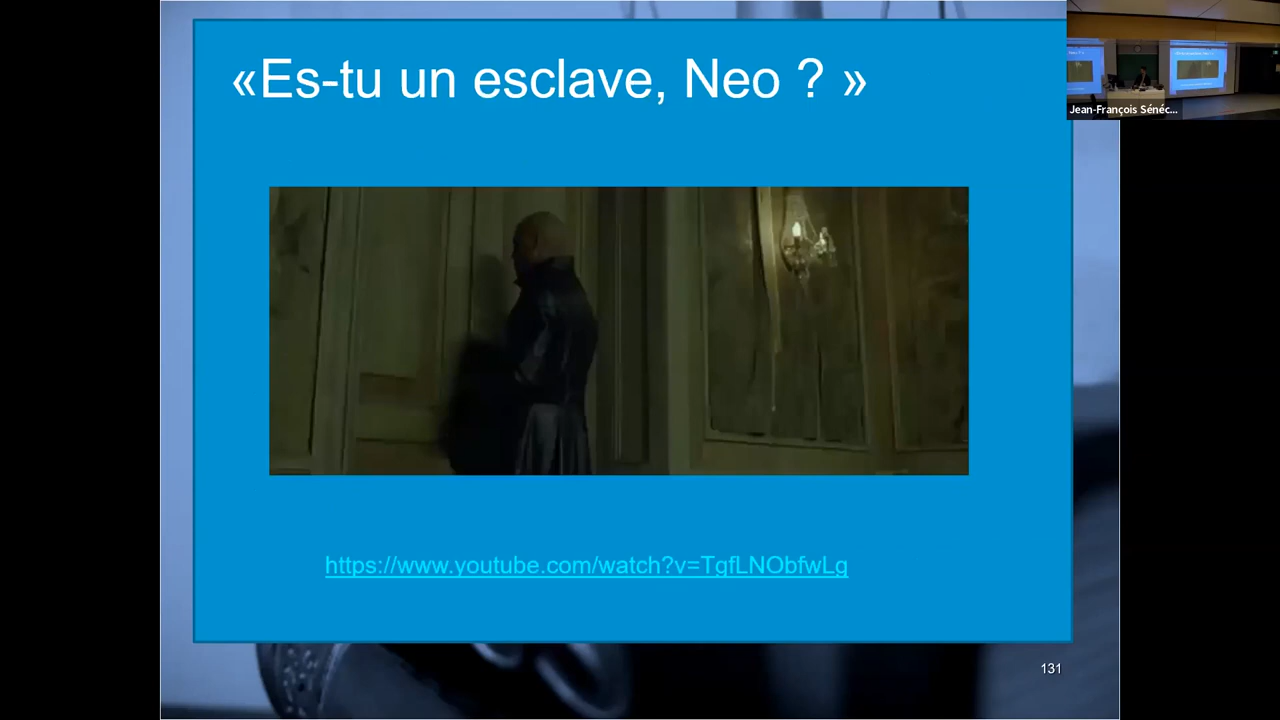 «Es-tu un esclave, Neo ? »
Jean-François Sénéc...
https://www.youtube.com/watch?v=TgfLNObfwLg
131